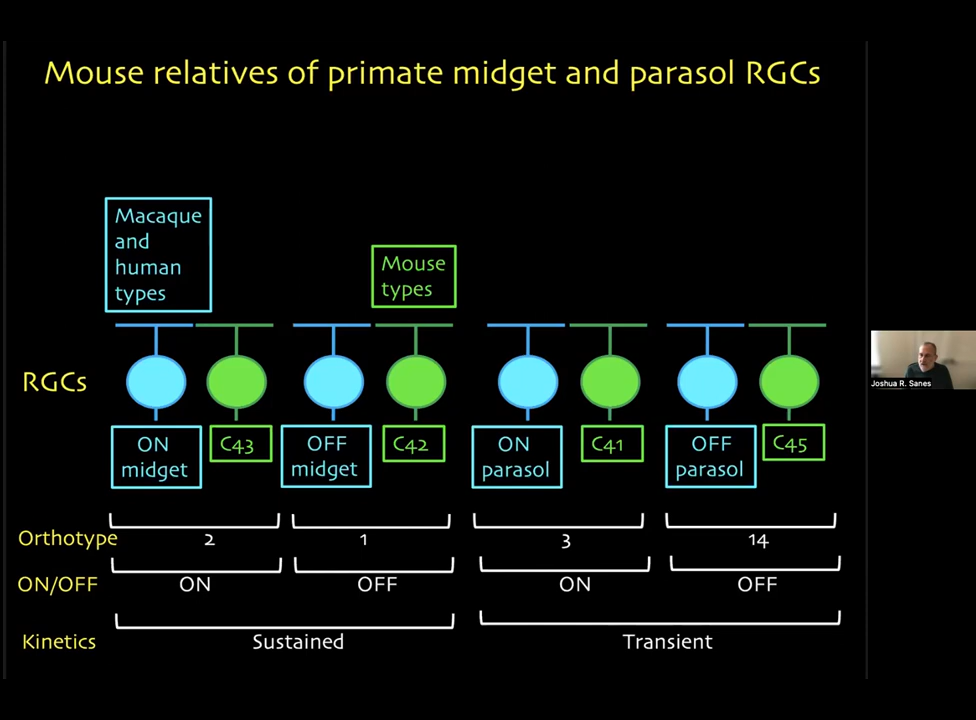 Mouse relatives of primate midget and parasol RGCs
Macaque
and
human
types
Mouse
types
RGCs
Joshua R. Sanes
ON
midget
C43
OFF
midget
C42
ON
parasol
C41
OFF
parasol
C45
Orthotype 2 1 3 14
ON/OFF ON OFF ON OFF
Kinetics Sustained Transient